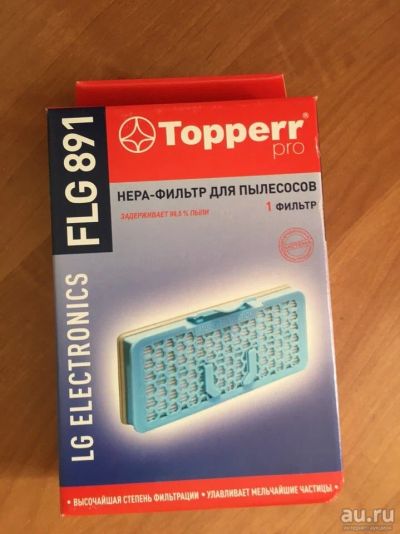 Topperr
pro
НЕРА-ФИЛЬТР ДЛЯ ПЫЛЕСОСОВ
ЗАДЕРЖИВАЕТ 99,5 % ПЫЛИ
1 ФИЛЬТР
LG ELECTRONICS FLG 891
• ВЫСОЧАЙШАЯ СТЕПЕНЬ ФИЛЬТРАЦИИ • УЛАВЛИВАЕТ МЕЛЬЧАЙШИЕ ЧАСТИЦЫ •
au.ru